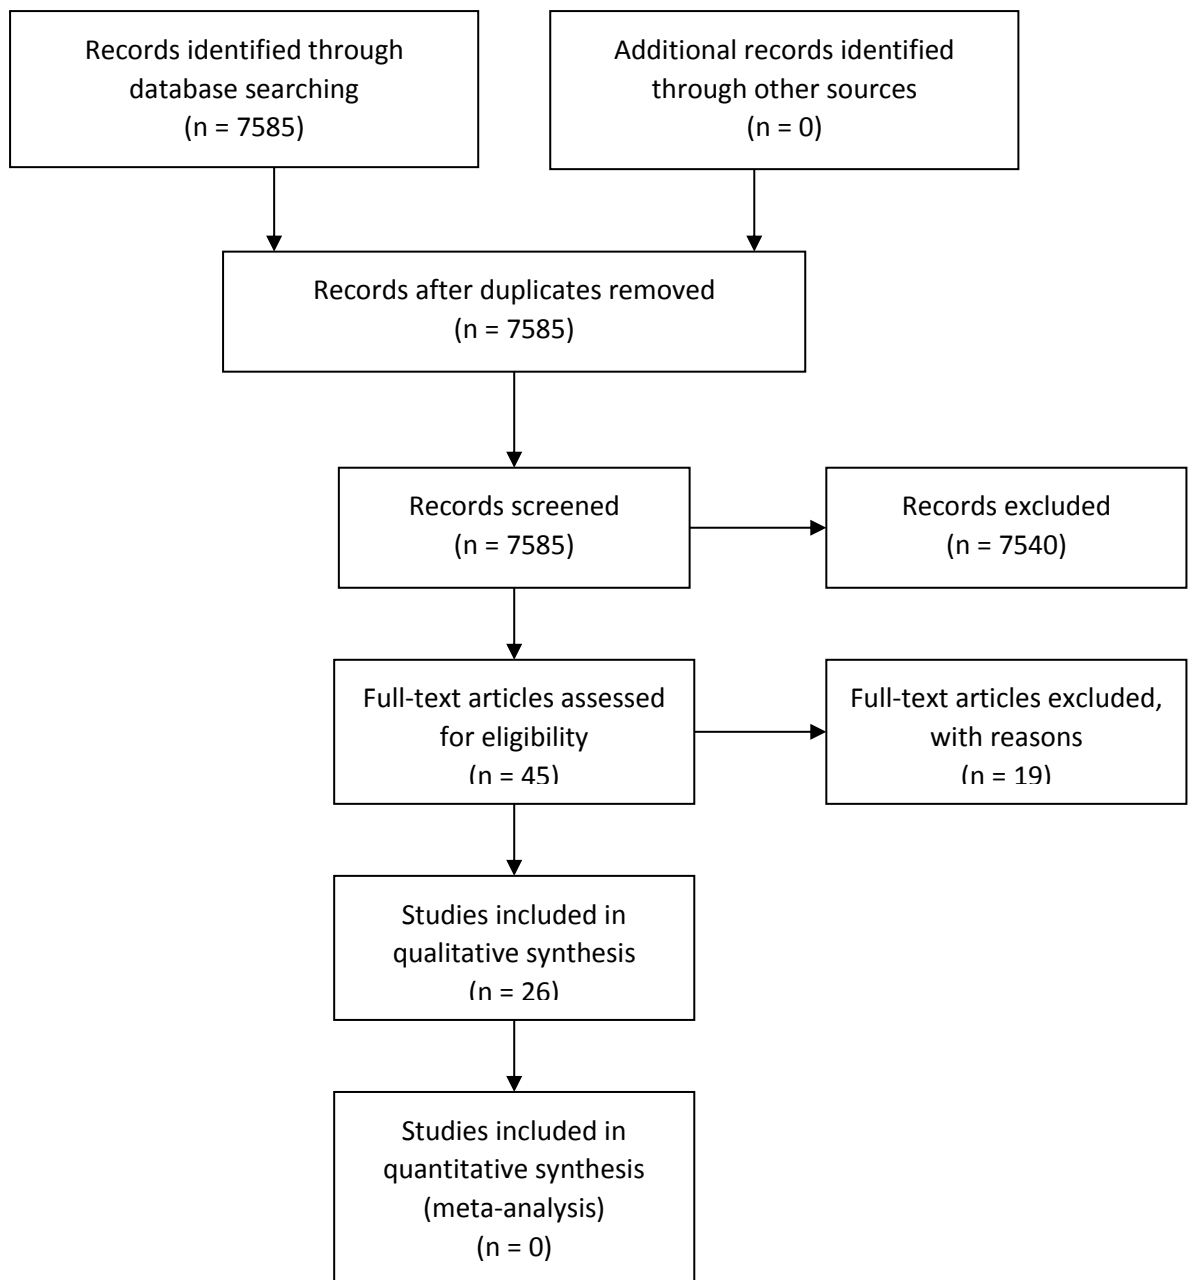 Records identified through
database searching
(n = 7585)
Additional records identified
through other sources
(n = 0)
Records after duplicates removed
(n = 7585)
Records screened
(n = 7585)
Records excluded
(n = 7540)
Full-text articles assessed
for eligibility
(n = 45)
Full-text articles excluded,
with reasons
(n = 19)
Studies included in
qualitative synthesis
(n = 26)
Studies included in
quantitative synthesis
(meta-analysis)
(n = 0)